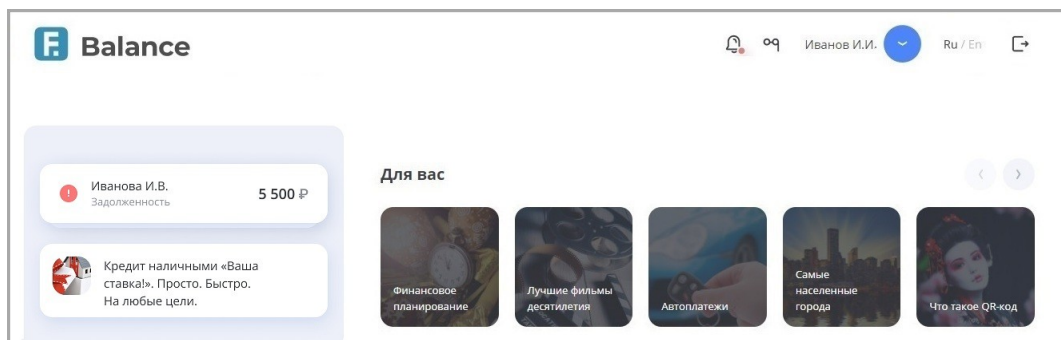 F. Balance
Иванов И.И.
Ru / En
Иванова И.В.
Задолженность
5 500 ₽
Кредит наличными «Ваша
ставка!». Просто. Быстро.
На любые цели.
Для вас
Финансовое
планирование
Лучшие фильмы
десятилетия
Автоплатежи
Самые
населенные
города
Что такое QR-код